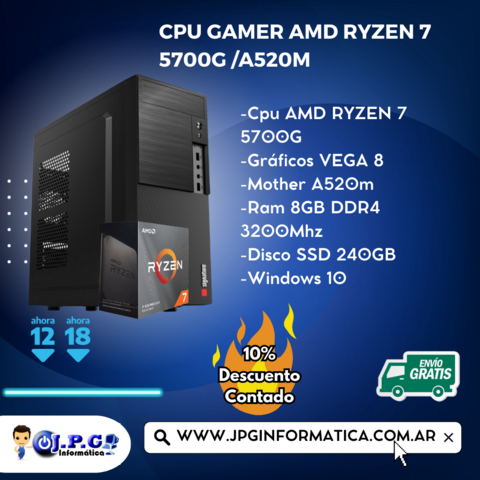 CPU GAMER AMD RYZEN 7
5700G /A520M
-Cpu AMD RYZEN 7
5700G
-Gráficos VEGA 8
-Mother A520m
-Ram 8GB DDR4
3200Mhz
-Disco SSD 240GB
-Windows 10
AMD
RYZEN
RYZEN
7
signature
ahora
12
ahora
18
10%
Descuento
Contado
ENVÍO
GRATIS
J.P.G
Informática
WWW.JPGINFORMATICA.COM.AR